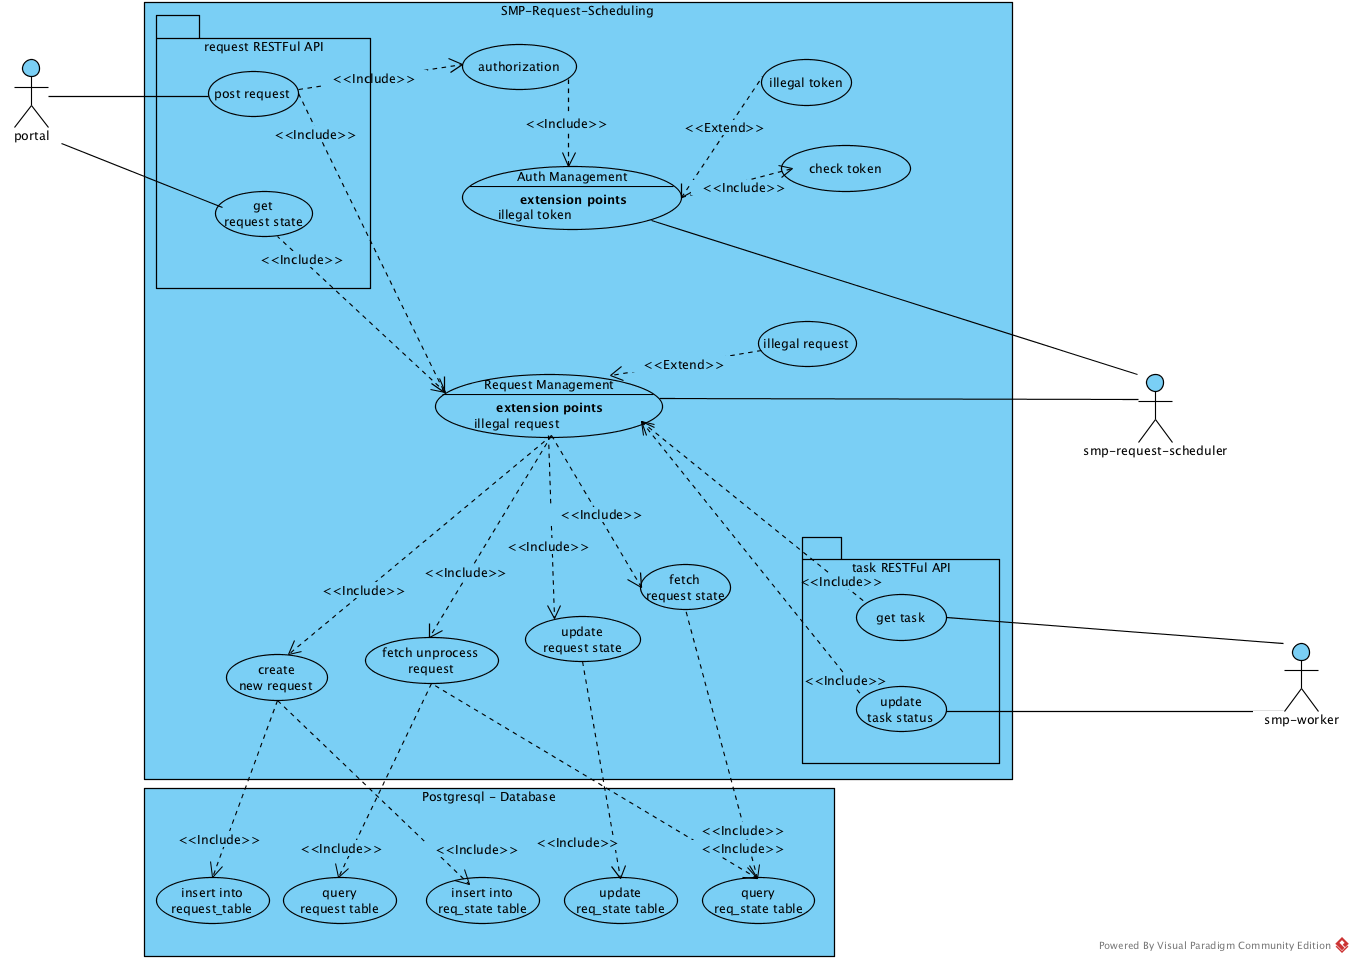 SMP-Request-Scheduling
request RESTFul API
post request
<<Include>>
authorization
illegal token
portal
<<Include>>
<<Include>>
<<Extend>>
check token
Auth Management
<<Include>>
extension points
illegal token
get
request state
<<Include>>
illegal request
<<Extend>>
Request Management
extension points
illegal request
smp-request-scheduler
<<Include>>
<<Include>>
<<Include>>
<<Include>>
task RESTFul API
<<Include>>
fetch
request state
get task
update
request state
fetch unprocess
request
create
new request
<<Include>>
update
task status
smp-worker
Postgresql - Database
<<Include>>
<<Include>>
<<Include>>
<<Include>>
<<Include>>
<<Include>>
insert into
request_table
query
request table
insert into
req_state table
update
req_state table
query
req_state table
Powered By Visual Paradigm Community Edition